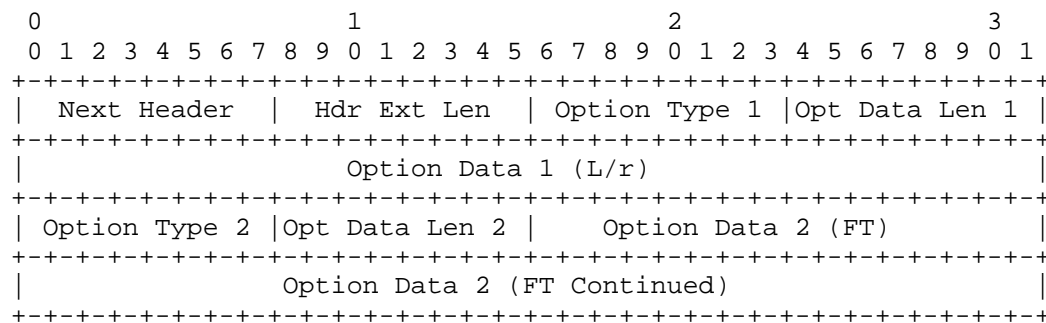 0                   1                   2                   3
 0 1 2 3 4 5 6 7 8 9 0 1 2 3 4 5 6 7 8 9 0 1 2 3 4 5 6 7 8 9 0 1
+-+-+-+-+-+-+-+-+-+-+-+-+-+-+-+-+-+-+-+-+-+-+-+-+-+-+-+-+-+-+-+-+
|  Next Header  |  Hdr Ext Len  | Option Type 1 |Opt Data Len 1 |
+-+-+-+-+-+-+-+-+-+-+-+-+-+-+-+-+-+-+-+-+-+-+-+-+-+-+-+-+-+-+-+-+
|                    Option Data 1 (L/r)                        |
+-+-+-+-+-+-+-+-+-+-+-+-+-+-+-+-+-+-+-+-+-+-+-+-+-+-+-+-+-+-+-+-+
| Option Type 2 |Opt Data Len 2 |     Option Data 2 (FT)        |
+-+-+-+-+-+-+-+-+-+-+-+-+-+-+-+-+-+-+-+-+-+-+-+-+-+-+-+-+-+-+-+-+
|                Option Data 2 (FT Continued)                   |
+-+-+-+-+-+-+-+-+-+-+-+-+-+-+-+-+-+-+-+-+-+-+-+-+-+-+-+-+-+-+-+-+